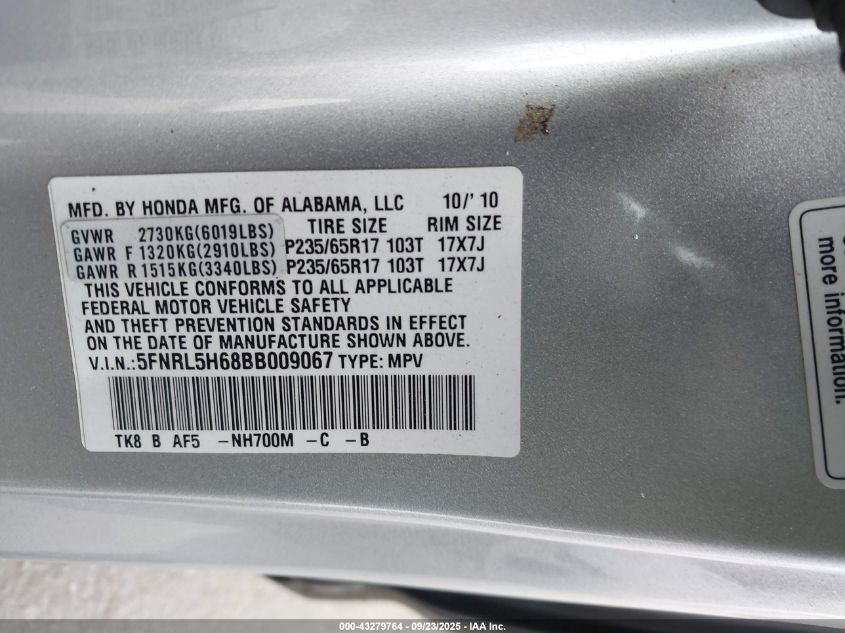 MFD. BY HONDA MFG. OF ALABAMA, LLC 10/'10
TIRE SIZE RIM SIZE
GVWR 2730KG(6019LBS)
GAWR F 1320KG(2910LBS) P235/65R17 103T 17X7J
GAWR R 1515KG(3340LBS) P235/65R17 103T 17X7J
THIS VEHICLE CONFORMS TO ALL APPLICABLE
FEDERAL MOTOR VEHICLE SAFETY
AND THEFT PREVENTION STANDARDS IN EFFECT
ON THE DATE OF MANUFACTURE SHOWN ABOVE.
V.I.N.:5FNRL5H68BB009067 TYPE: MPV
TK8 B AF5 -NH700M -C -B
more information.
000-43279764 - 09/23/2025 - IAA Inc.